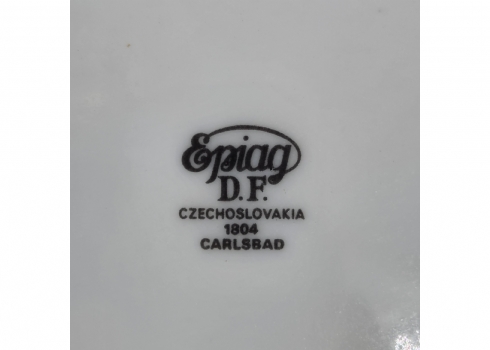 Epiag
D.F.
CZECHOSLOVAKIA
1804
CARLSBAD